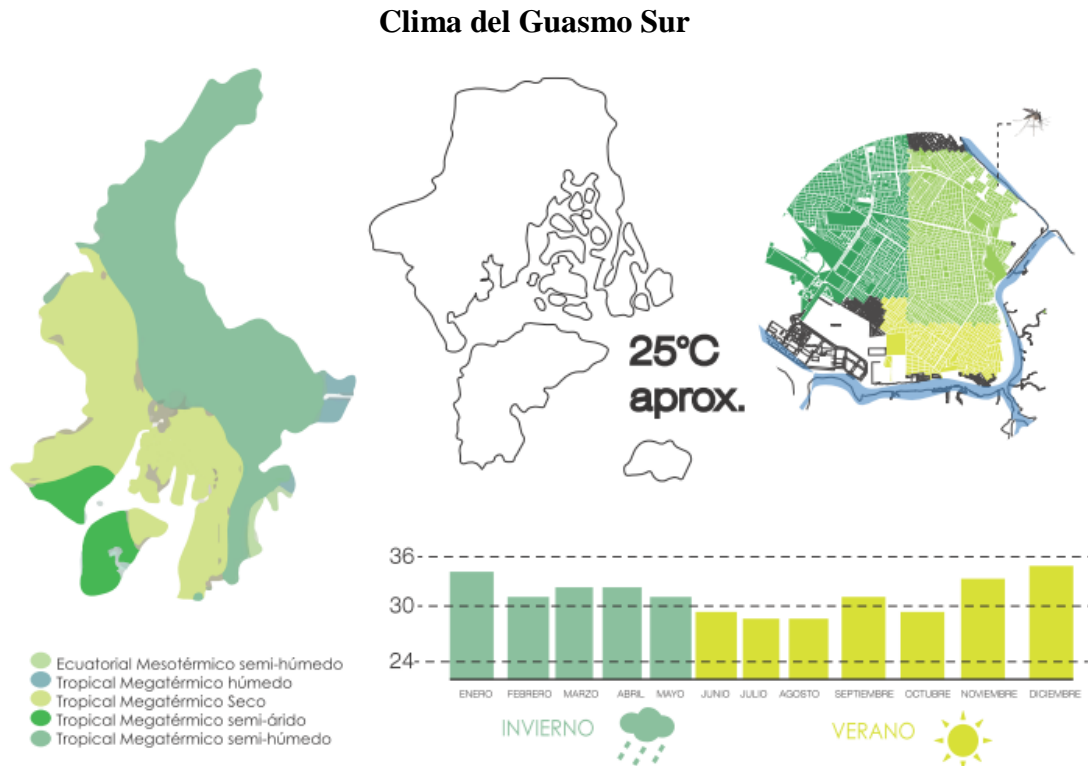 Clima del Guasmo Sur
25°C
aprox.
Ecuatorial Mesotérmico semi-húmedo
Tropical Megatérmico húmedo
Tropical Megatérmico Seco
Tropical Megatérmico semi-árido
Tropical Megatérmico semi-húmedo
36
30
24
ENERO FEBRERO MARZO ABRIL MAYO JUNIO JULIO AGOSTO SEPTIEMBRE OCTUBRE NOVIEMBRE DICIEMBRE
INVIERNO VERANO